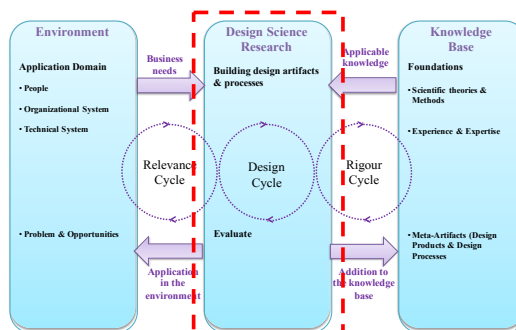 Environment
Application Domain
• People
• Organizational System
• Technical System
• Problem & Opportunities
Business
needs
Relevance
Cycle
Application
in the
environment
Design Science
Research
Building design artifacts
& processes
Design
Cycle
Evaluate
Applicable
knowledge
Rigour
Cycle
Addition to
the knowledge
base
Knowledge
Base
Foundations
• Scientific theories &
Methods
• Experience & Expertise
• Meta-Artifacts (Design
Products & Design
Processes